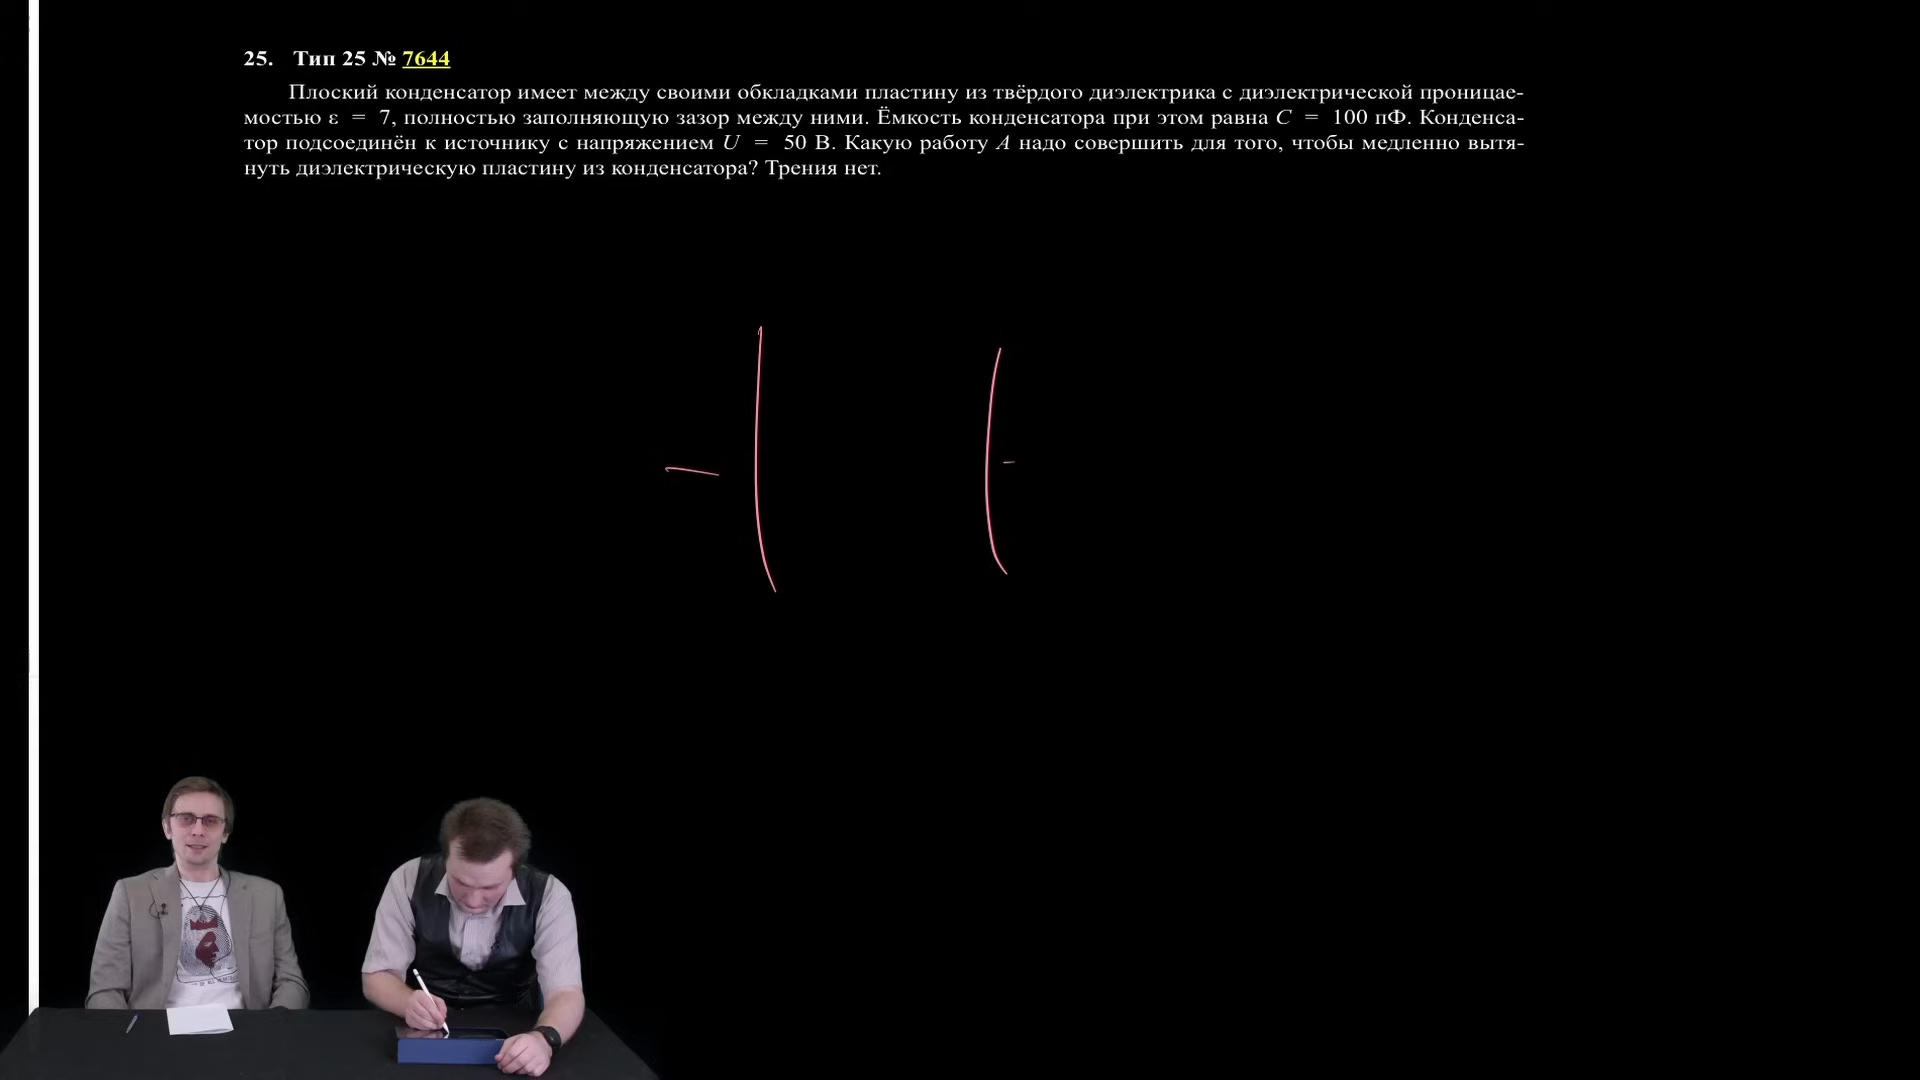 25. Тип 25 № 7644
Плоский конденсатор имеет между своими обкладками пластину из твёрдого диэлектрика с диэлектрической проницае-
мостью ε = 7, полностью заполняющую зазор между ними. Ёмкость конденсатора при этом равна C = 100 пФ. Конденса-
тор подсоединён к источнику с напряжением U = 50 В. Какую работу A надо совершить для того, чтобы медленно вытя-
нуть диэлектрическую пластину из конденсатора? Трения нет.